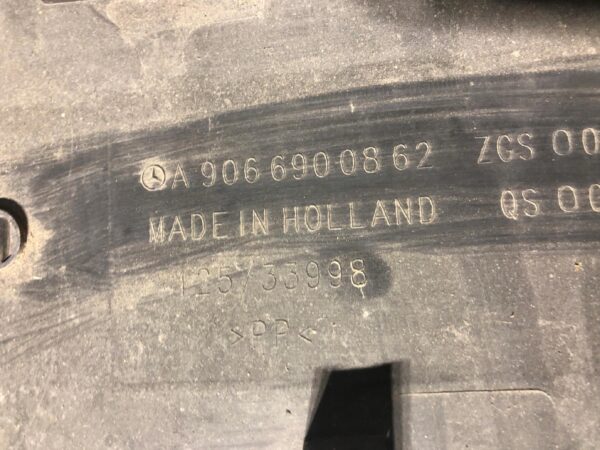 A 906 690 08 62 ZGS 00
MADE IN HOLLAND QS 00
125/33998
>PP<